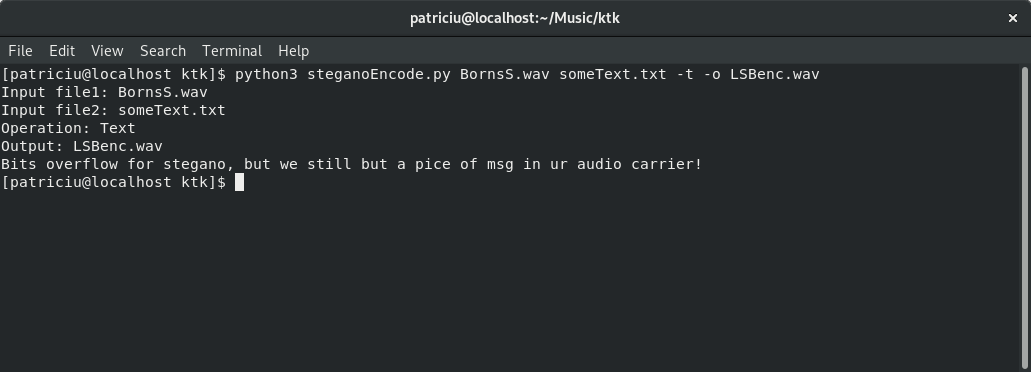 patriciu@localhost:~/Music/ktk
File Edit View Search Terminal Help
[patriciu@localhost ktk]$ python3 steganoEncode.py BornsS.wav someText.txt -t -o LSBenc.wav
Input file1: BornsS.wav
Input file2: someText.txt
Operation: Text
Output: LSBenc.wav
Bits overflow for stegano, but we still but a pice of msg in ur audio carrier!
[patriciu@localhost ktk]$